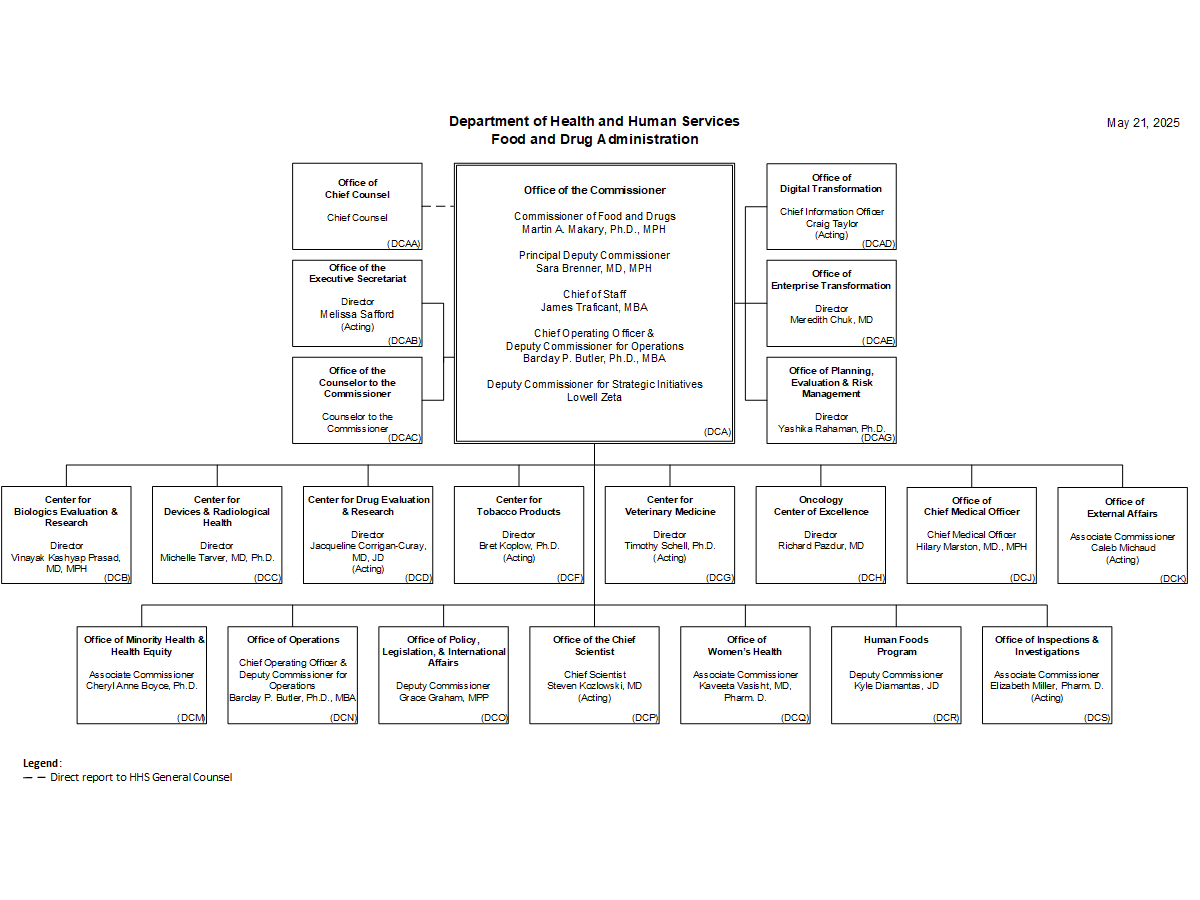 Department of Health and Human Services
Food and Drug Administration
May 21, 2025
Office of
Chief Counsel
Chief Counsel
(DCAA)
Office of the
Executive Secretariat
Director
Melissa Safford
(Acting)
(DCAB)
Office of the
Counselor to the
Commissioner
Counselor to the
Commissioner
(DCAC)
Office of the Commissioner
Commissioner of Food and Drugs
Martin A. Makary, Ph.D., MPH
Principal Deputy Commissioner
Sara Brenner, MD, MPH
Chief of Staff
James Traficant, MBA
Chief Operating Officer &
Deputy Commissioner for Operations
Barclay P. Butler, Ph.D., MBA
Deputy Commissioner for Strategic Initiatives
Lowell Zeta
(DCA)
Office of
Digital Transformation
Chief Information Officer
Craig Taylor
(Acting)
(DCAD)
Office of
Enterprise Transformation
Director
Meredith Chuk, MD
(DCAE)
Office of Planning,
Evaluation & Risk
Management
Director
Yashika Rahaman, Ph.D.
(DCAG)
Center for
Biologics Evaluation &
Research
Director
Vinayak Kashyap Prasad,
MD, MPH
(DCB)
Center for
Devices & Radiological
Health
Director
Michelle Tarver, MD, Ph.D.
(DCC)
Center for Drug Evaluation
& Research
Director
Jacqueline Corrigan-Curay,
MD, JD
(Acting)
(DCD)
Center for
Tobacco Products
Director
Bret Koplow, Ph.D.
(Acting)
(DCF)
Center for
Veterinary Medicine
Director
Timothy Schell, Ph.D.
(Acting)
(DCG)
Oncology
Center of Excellence
Director
Richard Pazdur, MD
(DCH)
Office of
Chief Medical Officer
Chief Medical Officer
Hilary Marston, MD., MPH
(DCJ)
Office of
External Affairs
Associate Commissioner
Caleb Michaud
(Acting)
(DCK)
Office of Minority Health &
Health Equity
Associate Commissioner
Cheryl Anne Boyce, Ph.D.
(DCM)
Office of Operations
Chief Operating Officer &
Deputy Commissioner for
Operations
Barclay P. Butler, Ph.D., MBA
(DCN)
Office of Policy,
Legislation, & International
Affairs
Deputy Commissioner
Grace Graham, MPP
(DCO)
Office of the Chief
Scientist
Chief Scientist
Steven Kozlowski, MD
(Acting)
(DCP)
Office of
Women's Health
Associate Commissioner
Kaveeta Vasisht, MD,
Pharm. D.
(DCQ)
Human Foods
Program
Deputy Commissioner
Kyle Diamantas, JD
(DCR)
Office of Inspections &
Investigations
Associate Commissioner
Elizabeth Miller, Pharm. D.
(Acting)
(DCS)
Legend:
Direct report to HHS General Counsel